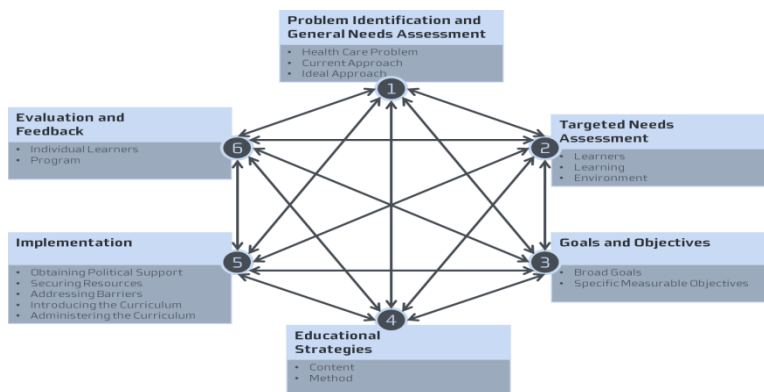 Problem Identification and
General Needs Assessment
• Health Care Problem
• Current Approach
• Ideal Approach
1
Evaluation and
Feedback
• Individual Learners
• Program
6
2
Targeted Needs
Assessment
• Learners
• Learning
• Environment
Implementation
• Obtaining Political Support
• Securing Resources
• Addressing Barriers
• Introducing the Curriculum
• Administering the Curriculum
5
3
Goals and Objectives
• Broad Goals
• Specific Measurable Objectives
4
Educational
Strategies
• Content
• Method